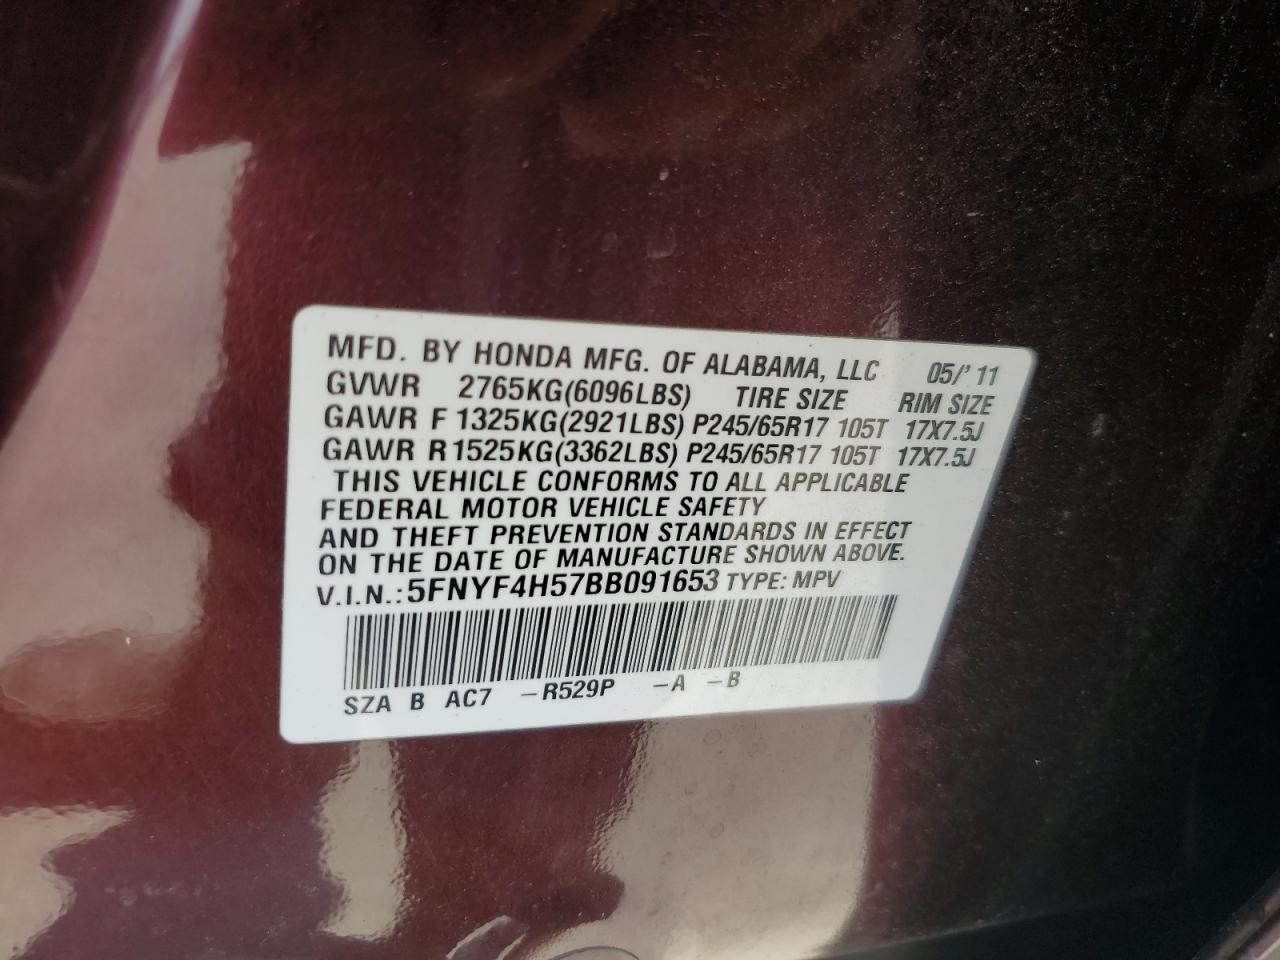 MFD. BY HONDA MFG. OF ALABAMA, LLC 05/' 11
GVWR 2765KG(6096LBS) TIRE SIZE RIM SIZE
GAWR F 1325KG(2921LBS) P245/65R17 105T 17X7.5J
GAWR R 1525KG(3362LBS) P245/65R17 105T 17X7.5J
THIS VEHICLE CONFORMS TO ALL APPLICABLE
FEDERAL MOTOR VEHICLE SAFETY
AND THEFT PREVENTION STANDARDS IN EFFECT
ON THE DATE OF MANUFACTURE SHOWN ABOVE.
V.I.N.: 5FNYF4H57BB091653 TYPE: MPV
SZA B AC7 –R529P –A –B